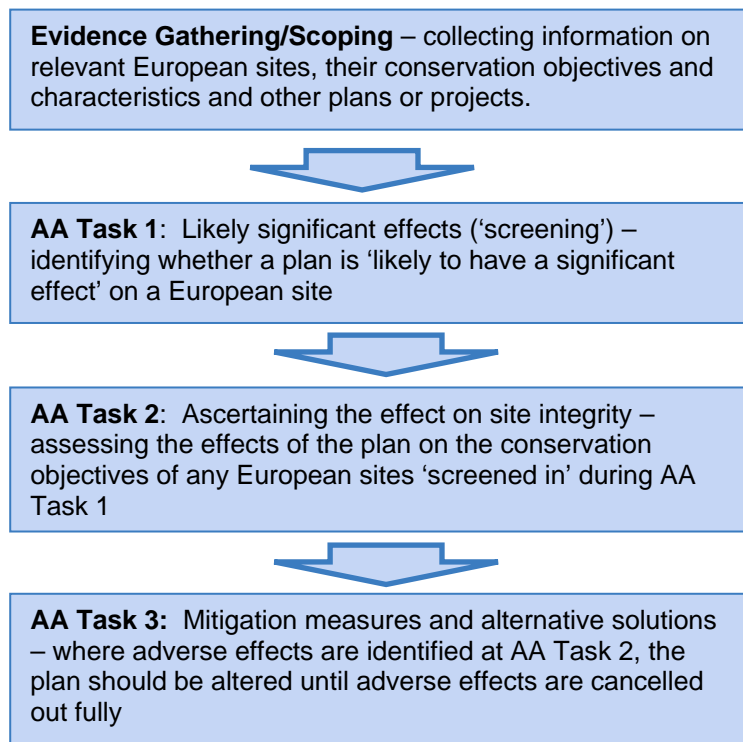 Evidence Gathering/Scoping – collecting information on
relevant European sites, their conservation objectives and
characteristics and other plans or projects.
AA Task 1:  Likely significant effects (‘screening’) –
identifying whether a plan is ‘likely to have a significant
effect’ on a European site
AA Task 2:  Ascertaining the effect on site integrity –
assessing the effects of the plan on the conservation
objectives of any European sites ‘screened in’ during AA
Task 1
AA Task 3:  Mitigation measures and alternative solutions
– where adverse effects are identified at AA Task 2, the
plan should be altered until adverse effects are cancelled
out fully